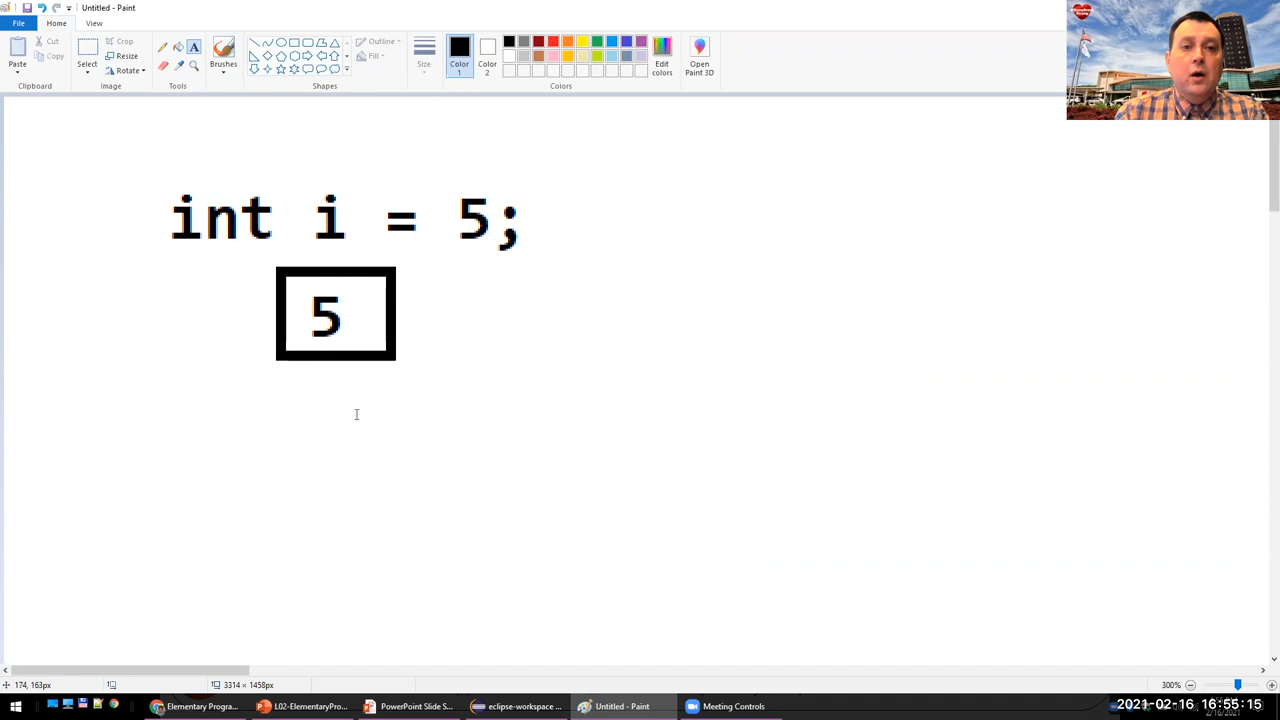 Untitled - Paint
File
Home
View
Paste
Cut
Copy
Clipboard
Select
Crop
Resize
Rotate
Image
A
Tools
Brushes
Outline
Fill
Shapes
Size
Color
1
Color
2
Edit
colors
Colors
Open
Paint 3D
int i = 5;
5
174, 163px
3314 × 1458px
300%
Elementary Progra...
L02-ElementaryPro...
PowerPoint Slide S...
eclipse-workspace ...
Untitled - Paint
Zoom Meeting Controls
2021-02-16 16:55:15